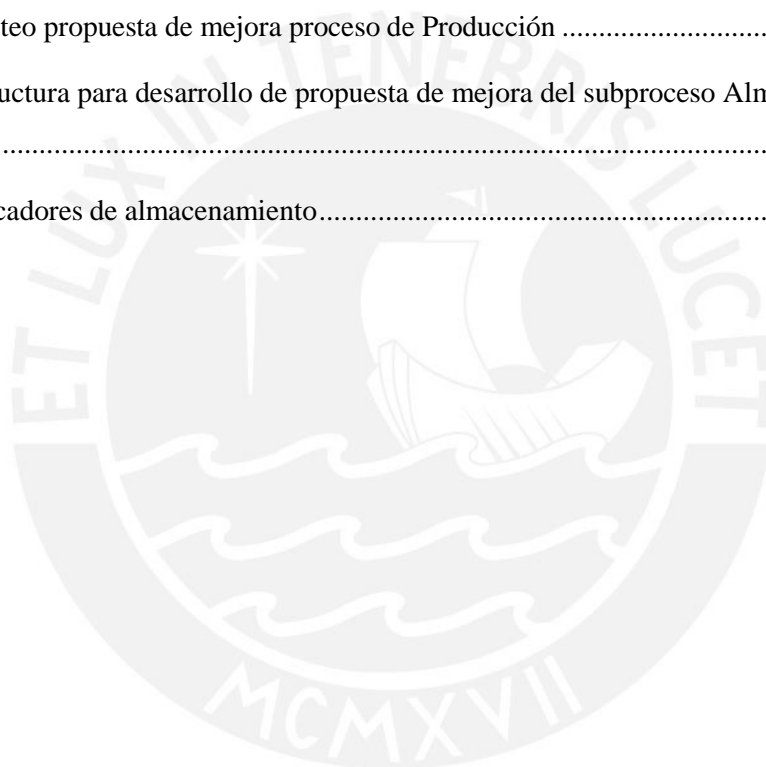 teo propuesta de mejora proceso de Producción ............................
uctura para desarrollo de propuesta de mejora del subproceso Alm
........................................................................................................
cadores de almacenamiento............................................................
ET LUX IN TENEBRIS LUCET
MCMXVII